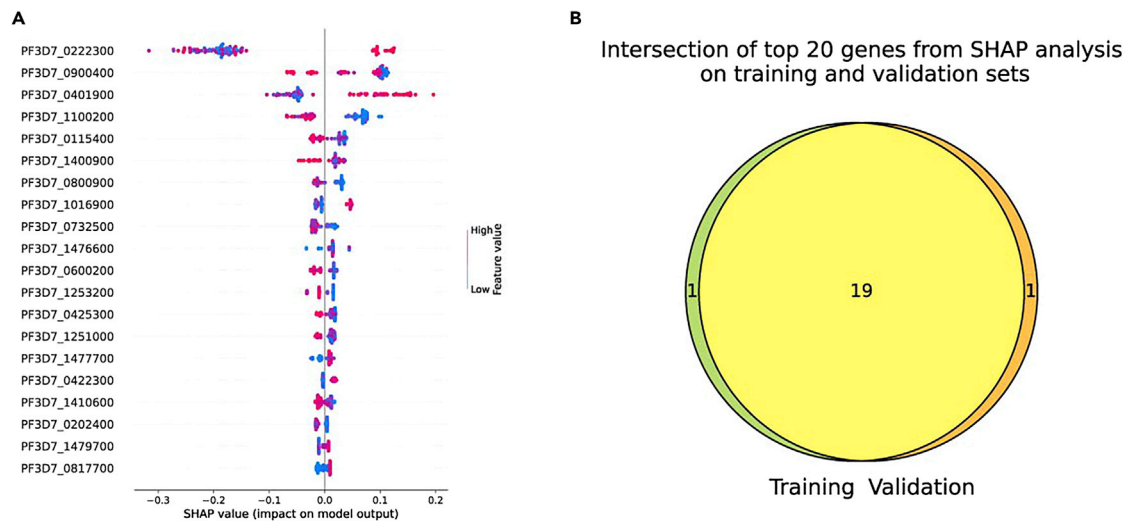 A
PF3D7_0222300
PF3D7_0900400
PF3D7_0401900
PF3D7_1100200
PF3D7_0115400
PF3D7_1400900
PF3D7_0800900
PF3D7_1016900
PF3D7_0732500
PF3D7_1476600
PF3D7_0600200
PF3D7_1253200
PF3D7_0425300
PF3D7_1251000
PF3D7_1477700
PF3D7_0422300
PF3D7_1410600
PF3D7_0202400
PF3D7_1479700
PF3D7_0817700
−0.3 −0.2 −0.1 0.0 0.1 0.2
SHAP value (impact on model output)
High
Low
Feature value
B
Intersection of top 20 genes from SHAP analysis
on training and validation sets
1 19 1
Training Validation